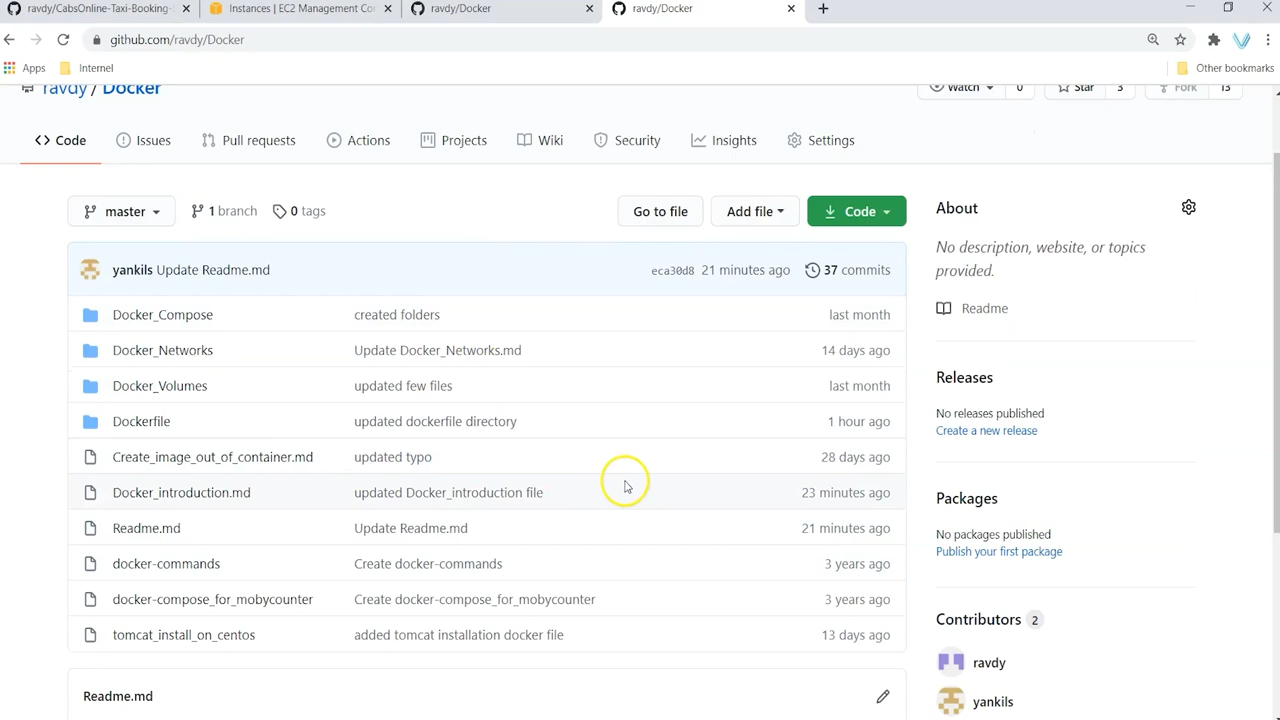 ravdy/CabsOnline-Taxi-Booking-S
Instances | EC2 Management Co
ravdy/Docker
ravdy/Docker
github.com/ravdy/Docker
Apps
Internet
Other bookmarks
ravdy / Docker
Watch 0
Star 3
Fork 13
Code
Issues
Pull requests
Actions
Projects
Wiki
Security
Insights
Settings
master
1 branch
0 tags
Go to file
Add file
Code
yankils Update Readme.md eca30d8 21 minutes ago 37 commits
Docker_Compose created folders last month
Docker_Networks Update Docker_Networks.md 14 days ago
Docker_Volumes updated few files last month
Dockerfile updated dockerfile directory 1 hour ago
Create_image_out_of_container.md updated typo 28 days ago
Docker_introduction.md updated Docker_introduction file 23 minutes ago
Readme.md Update Readme.md 21 minutes ago
docker-commands Create docker-commands 3 years ago
docker-compose_for_mobycounter Create docker-compose_for_mobycounter 3 years ago
tomcat_install_on_centos added tomcat installation docker file 13 days ago
Readme.md
About
No description, website, or topics
provided.
Readme
Releases
No releases published
Create a new release
Packages
No packages published
Publish your first package
Contributors 2
ravdy
yankils